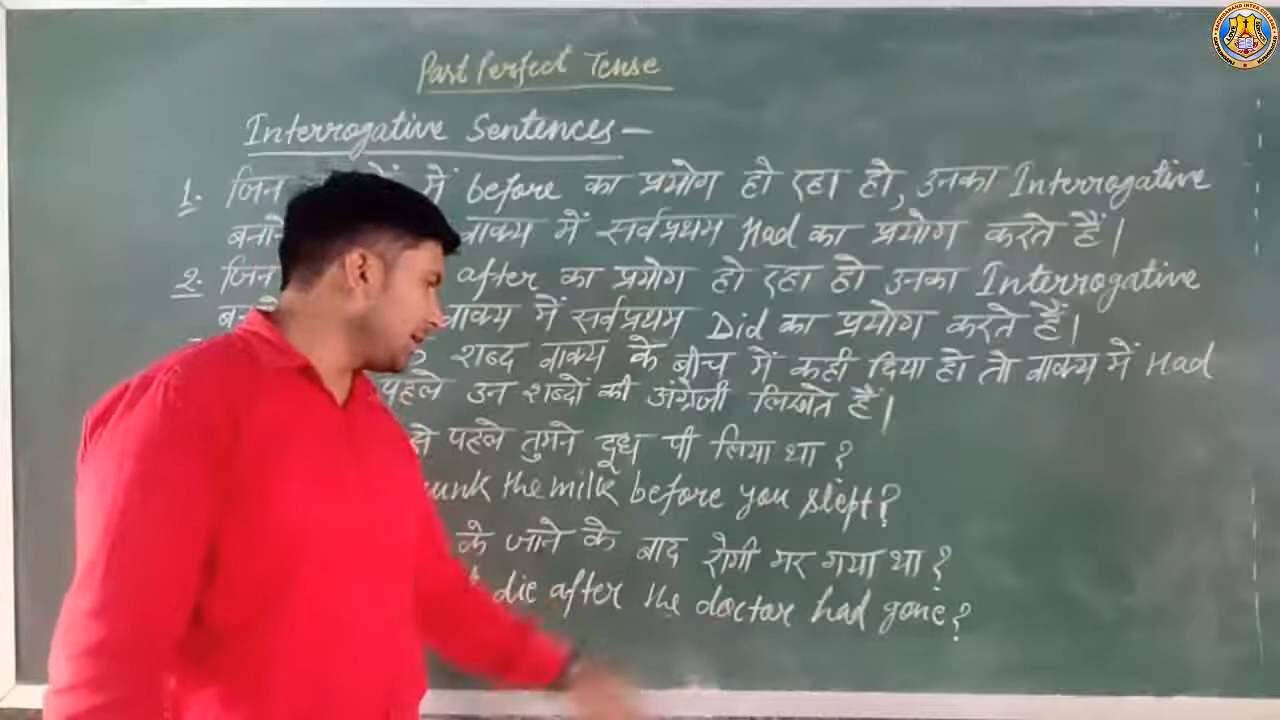 Past Perfect Tense
Interrogative Sentences-
1. जिन में before का प्रयोग हो रहा हो, उनका Interrogative
वाक्य में सर्वप्रथम Had का प्रयोग करते हैं।
2. जिन after का प्रयोग हो रहा हो उनका Interrogative
वाक्य में सर्वप्रथम Did का प्रयोग करते हैं।
शब्द वाक्य के बीच में कहीं दिया हो तो वाक्य में Had
पहले उन शब्दों की अंग्रेजी लिखते हैं।
से पहले तुमने दूध पी लिया था ?
the milk before you slept?
के जाने के बाद रोगी मर गया था ?
die after the doctor had gone?